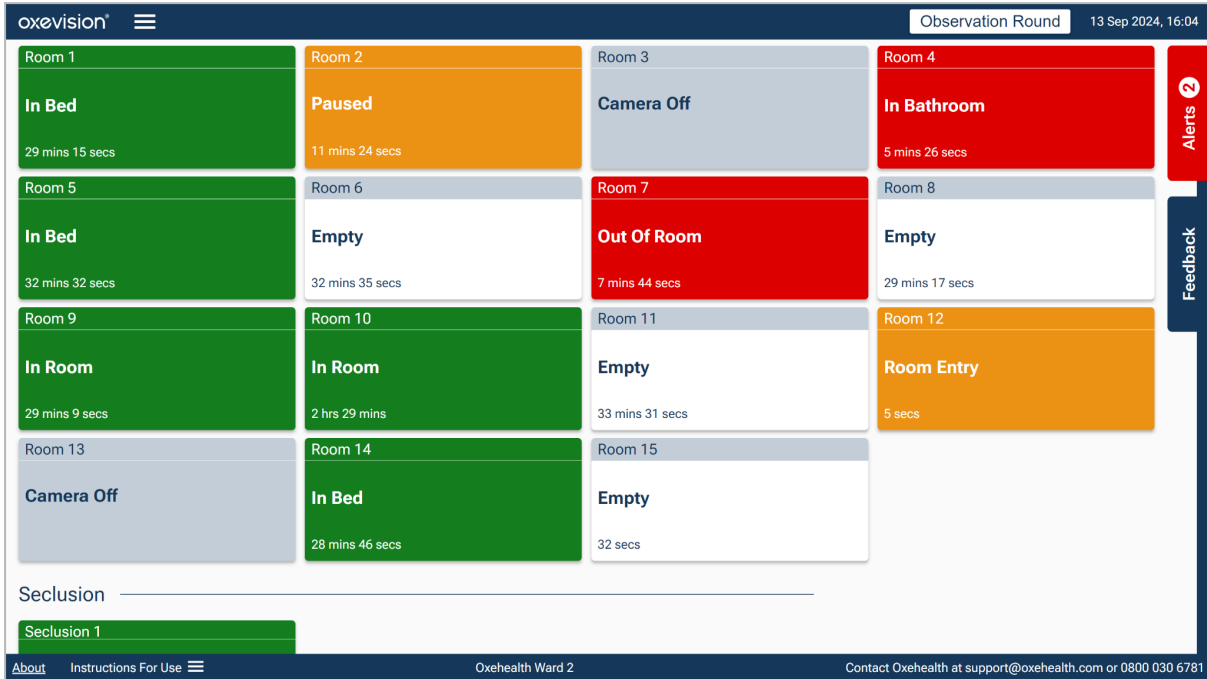 oxevision®
Observation Round
13 Sep 2024, 16:04
Room 1
In Bed
29 mins 15 secs
Room 2
Paused
11 mins 24 secs
Room 3
Camera Off
Room 4
In Bathroom
5 mins 26 secs
Alerts 2
Room 5
In Bed
32 mins 32 secs
Room 6
Empty
32 mins 35 secs
Room 7
Out Of Room
7 mins 44 secs
Room 8
Empty
29 mins 17 secs
Feedback
Room 9
In Room
29 mins 9 secs
Room 10
In Room
2 hrs 29 mins
Room 11
Empty
33 mins 31 secs
Room 12
Room Entry
5 secs
Room 13
Camera Off
Room 14
In Bed
28 mins 46 secs
Room 15
Empty
32 secs
Seclusion
Seclusion 1
About
Instructions For Use
Oxehealth Ward 2
Contact Oxehealth at support@oxehealth.com or 0800 030 6781